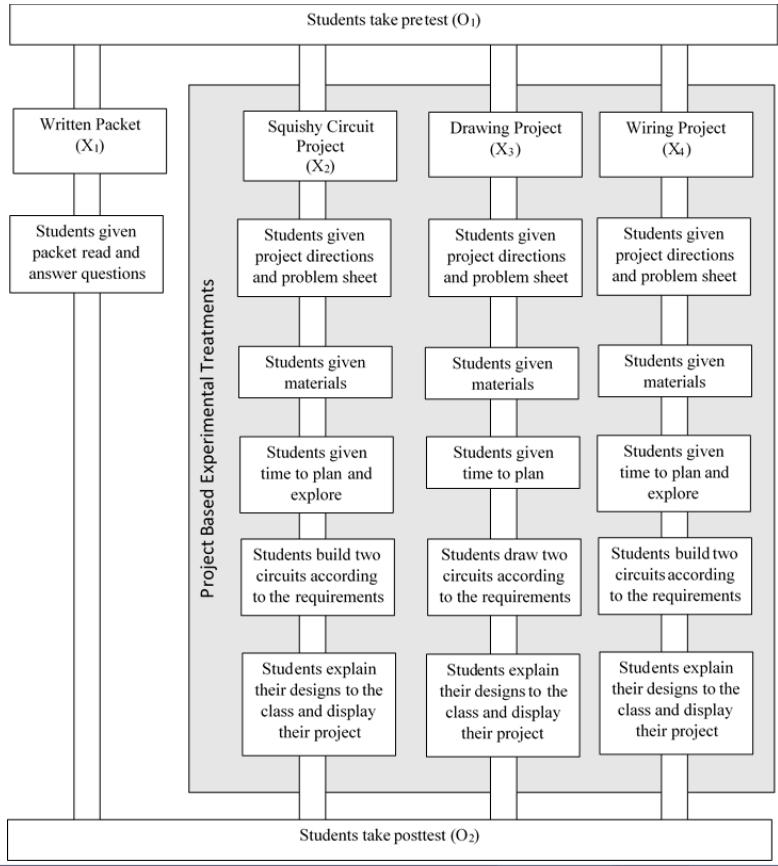 Students take pretest (O₁)
Written Packet
(X₁)
Students given
packet read and
answer questions
Project Based Experimental Treatments
Squishy Circuit
Project
(X₂)
Students given
project directions
and problem sheet
Students given
materials
Students given
time to plan and
explore
Students build two
circuits according
to the requirements
Students explain
their designs to the
class and display
their project
Drawing Project
(X₃)
Students given
project directions
and problem sheet
Students given
materials
Students given
time to plan
Students draw two
circuits according
to the requirements
Students explain
their designs to the
class and display
their project
Wiring Project
(X₄)
Students given
project directions
and problem sheet
Students given
materials
Students given
time to plan and
explore
Students build two
circuits according
to the requirements
Students explain
their designs to the
class and display
their project
Students take posttest (O₂)